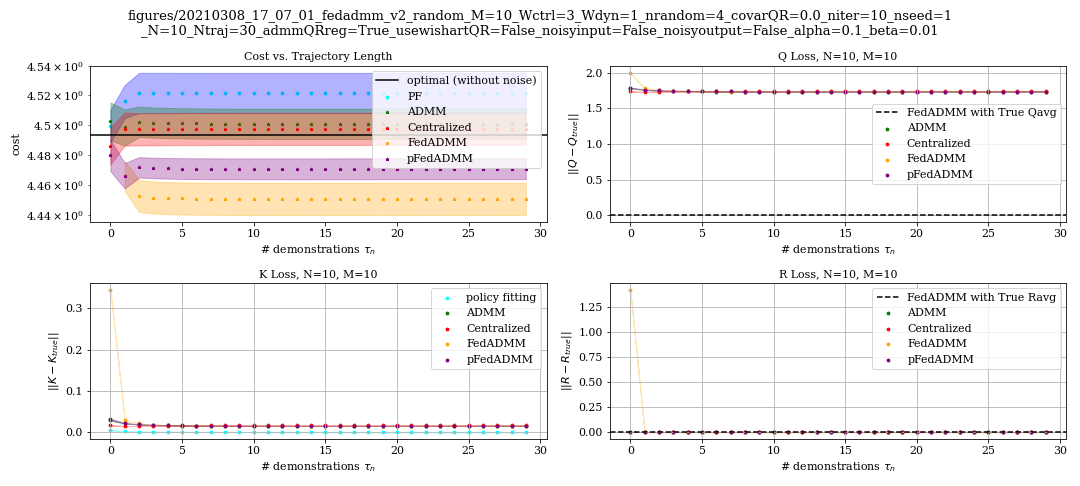 figures/20210308_17_07_01_fedadmm_v2_random_M=10_Wctrl=3_Wdyn=1_nrandom=4_covarQR=0.0_niter=10_nseed=1
_N=10_Ntraj=30_admmQRreg=True_usewishartQR=False_noisyinput=False_noisyoutput=False_alpha=0.1_beta=0.01
Cost vs. Trajectory Length
cost
4.54 × 10⁰
4.52 × 10⁰
4.5 × 10⁰
4.48 × 10⁰
4.46 × 10⁰
4.44 × 10⁰
optimal (without noise)
PF
ADMM
Centralized
FedADMM
pFedADMM
0 5 10 15 20 25 30
# demonstrations τₙ
Q Loss, N=10, M=10
||Q − Q_true||
2.0
1.5
1.0
0.5
0.0
FedADMM with True Qavg
ADMM
Centralized
FedADMM
pFedADMM
0 5 10 15 20 25 30
# demonstrations τₙ
K Loss, N=10, M=10
||K − K_true||
0.3
0.2
0.1
0.0
policy fitting
ADMM
Centralized
FedADMM
pFedADMM
0 5 10 15 20 25 30
# demonstrations τₙ
R Loss, N=10, M=10
||R − R_true||
1.25
1.00
0.75
0.50
0.25
0.00
FedADMM with True Ravg
ADMM
Centralized
FedADMM
pFedADMM
0 5 10 15 20 25 30
# demonstrations τₙ